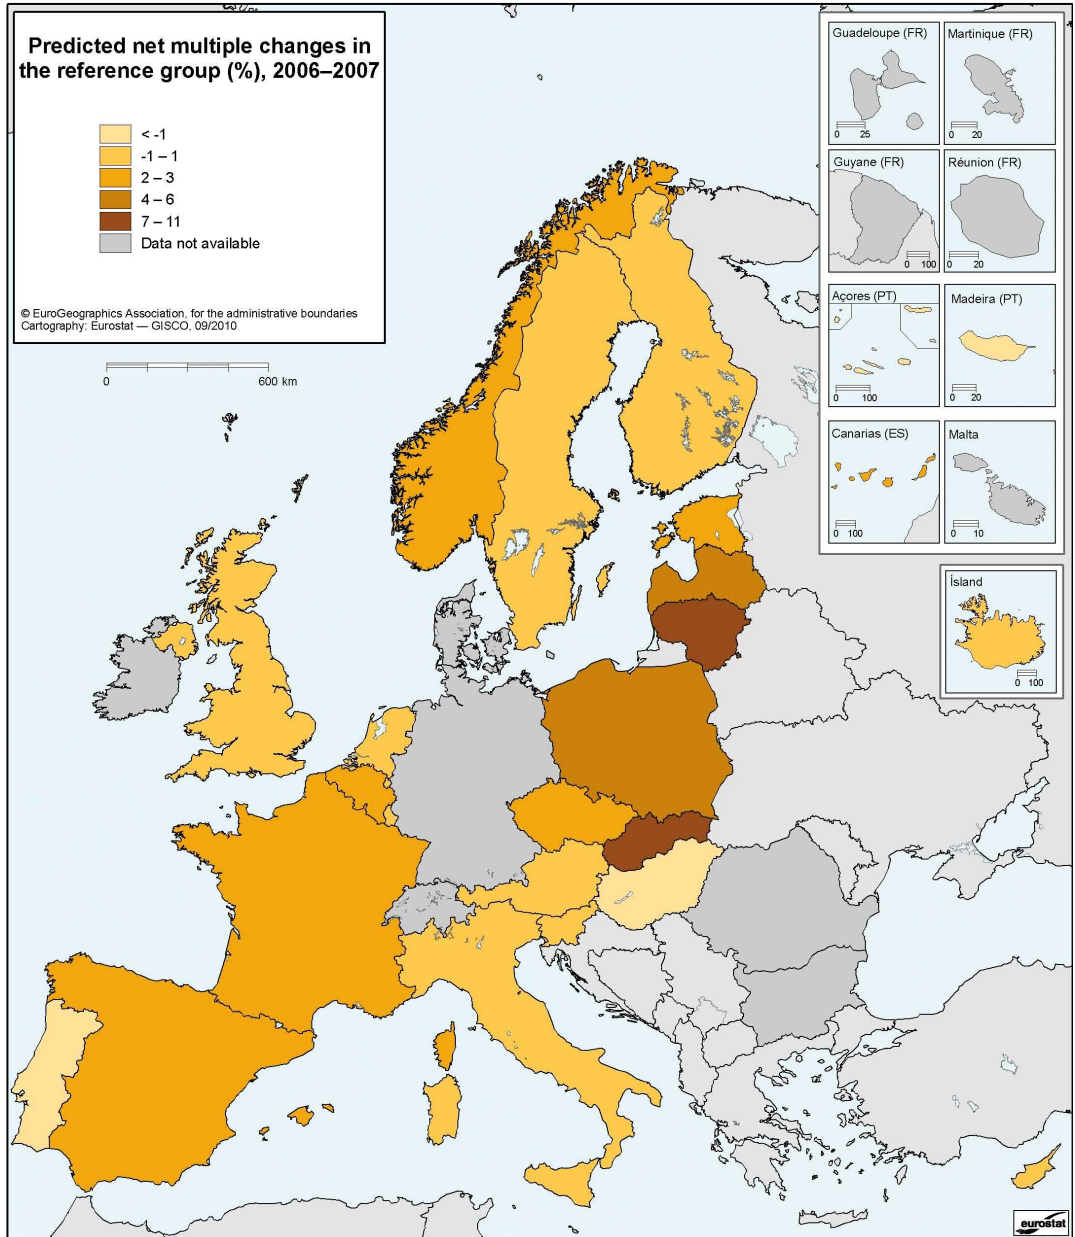 Predicted net multiple changes in
the reference group (%), 2006–2007
< -1
-1 – 1
2 – 3
4 – 6
7 – 11
Data not available
© EuroGeographics Association, for the administrative boundaries
Cartography: Eurostat — GISCO, 09/2010
0 600 km
Guadeloupe (FR)
0 25
Martinique (FR)
0 20
Guyane (FR)
0 100
Réunion (FR)
0 20
Açores (PT)
0 100
Madeira (PT)
0 20
Canarias (ES)
0 100
Malta
0 10
Ísland
0 100
eurostat